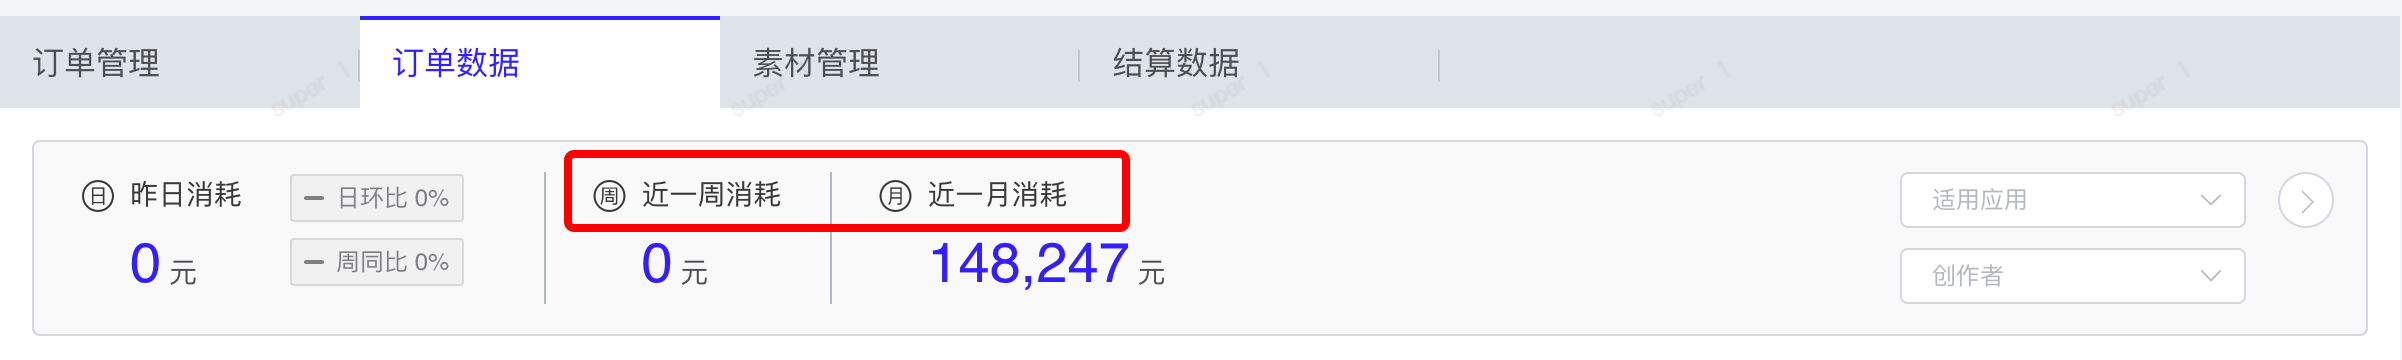 订单管理
订单数据
素材管理
结算数据
super 1
super
super 1
super 1
super 1
日 昨日消耗
0 元
日环比 0%
周同比 0%
周 近一周消耗
0 元
月 近一月消耗
148,247 元
适用应用
创作者